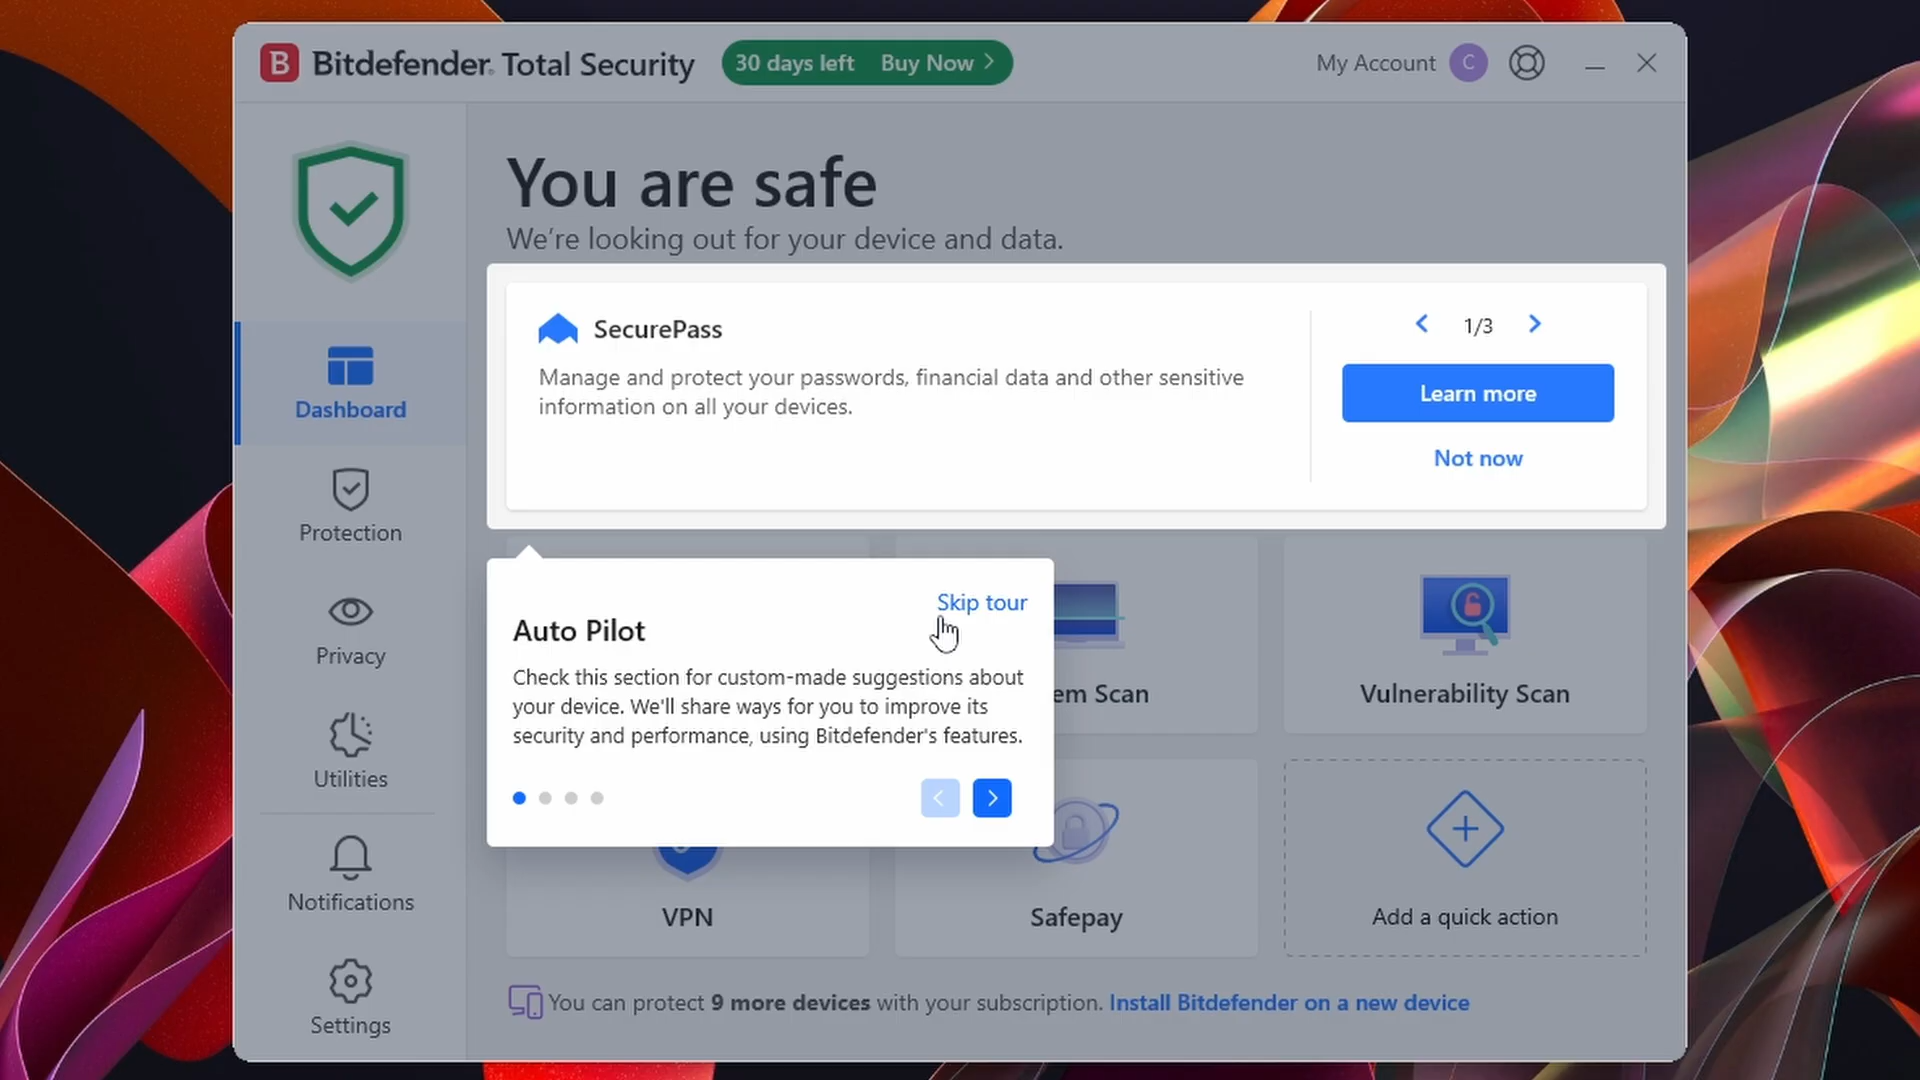 B Bitdefender Total Security
30 days left Buy Now
My Account C
You are safe
We're looking out for your device and data.
SecurePass
Manage and protect your passwords, financial data and other sensitive
information on all your devices.
1/3
Learn more
Not now
Dashboard
Protection
Privacy
Utilities
Notifications
Settings
Skip tour
Auto Pilot
Check this section for custom-made suggestions about
your device. We'll share ways for you to improve its
security and performance, using Bitdefender's features.
em Scan
Vulnerability Scan
VPN
Safepay
Add a quick action
You can protect 9 more devices with your subscription. Install Bitdefender on a new device